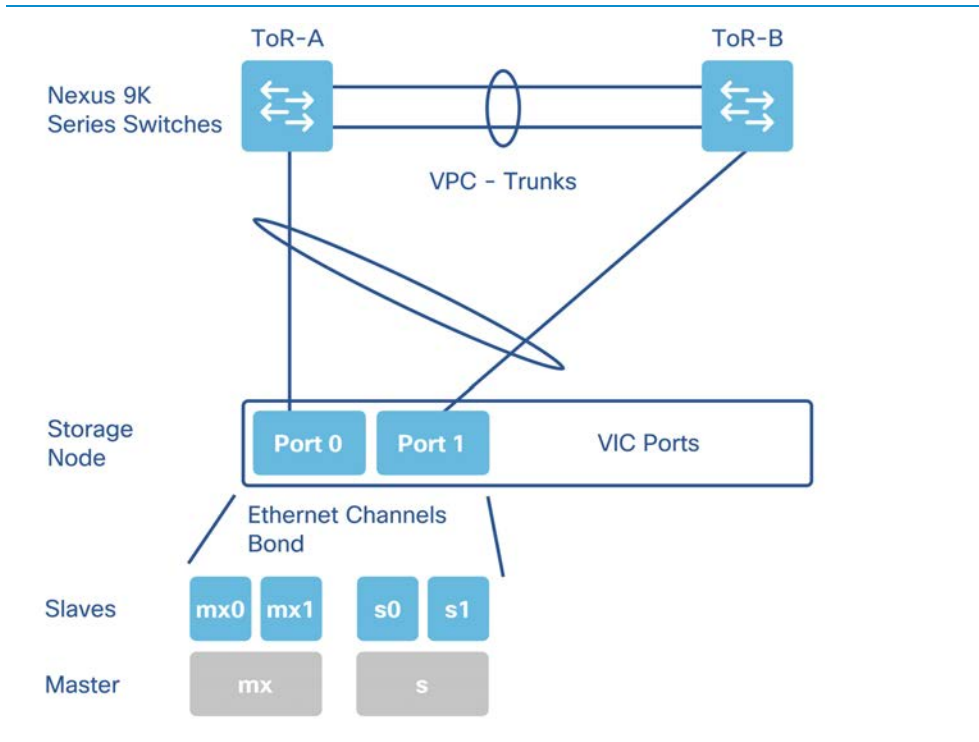 ToR-A
ToR-B
Nexus 9K
Series Switches
VPC - Trunks
Storage
Node
Port 0
Port 1
VIC Ports
Ethernet Channels
Bond
Slaves
mx0
mx1
s0
s1
Master
mx
s